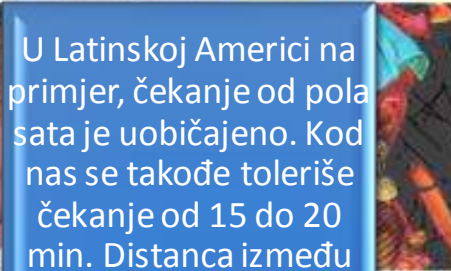 U Latinskoj Americi na
primjer, čekanje od pola
sata je uobičajeno. Kod
nas se takođe toleriše
čekanje od 15 do 20
min. Distanca između